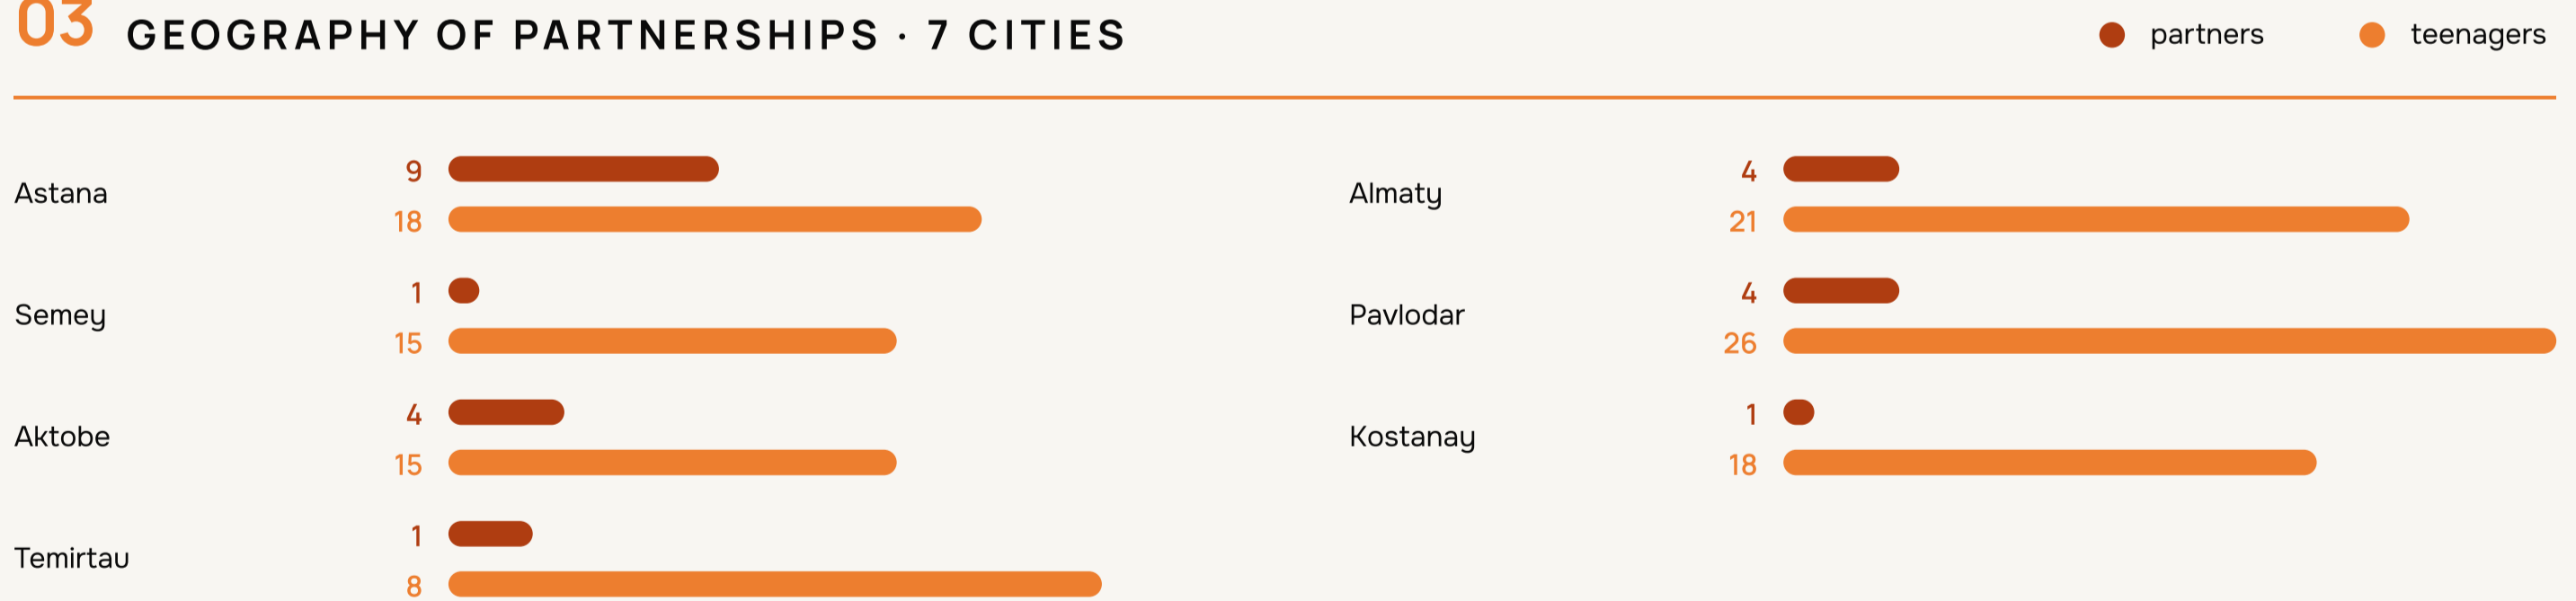 03 GEOGRAPHY OF PARTNERSHIPS · 7 CITIES
partners
teenagers
Astana
9
18
Semey
1
15
Aktobe
4
15
Temirtau
1
8
Almaty
4
21
Pavlodar
4
26
Kostanay
1
18